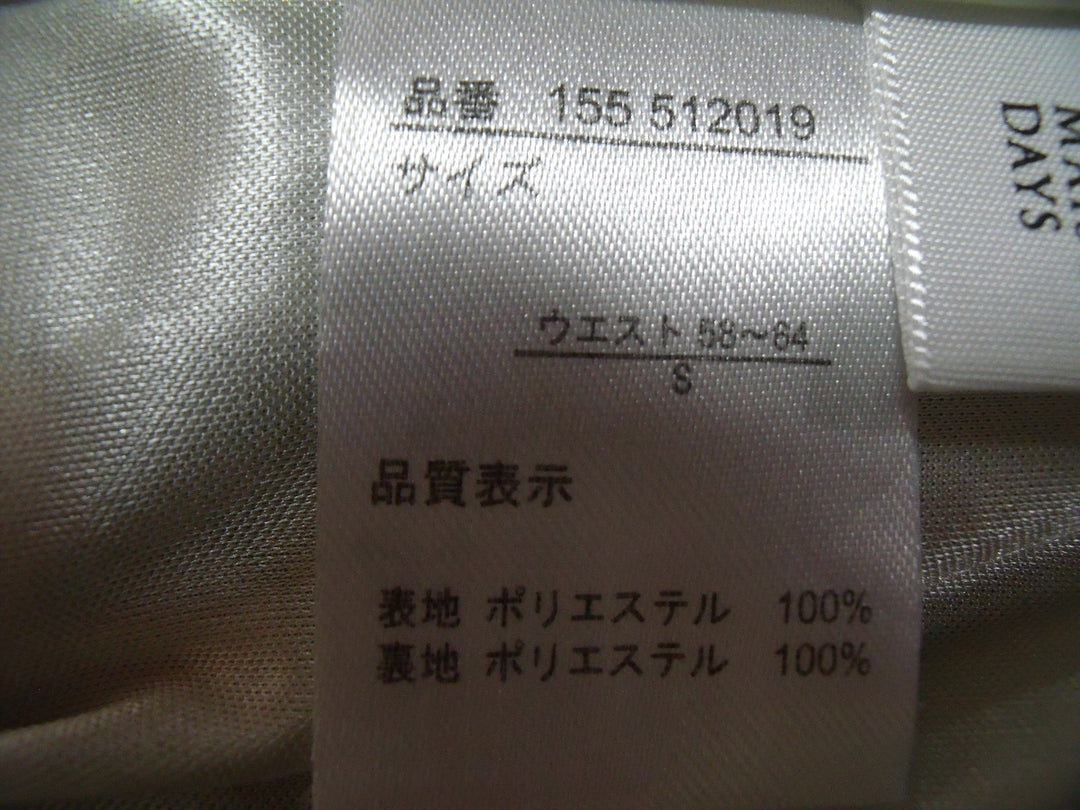 品番 155 512019
サイズ
ウエスト 58～64
S
品質表示
表地 ポリエステル 100%
裏地 ポリエステル 100%
DAYS